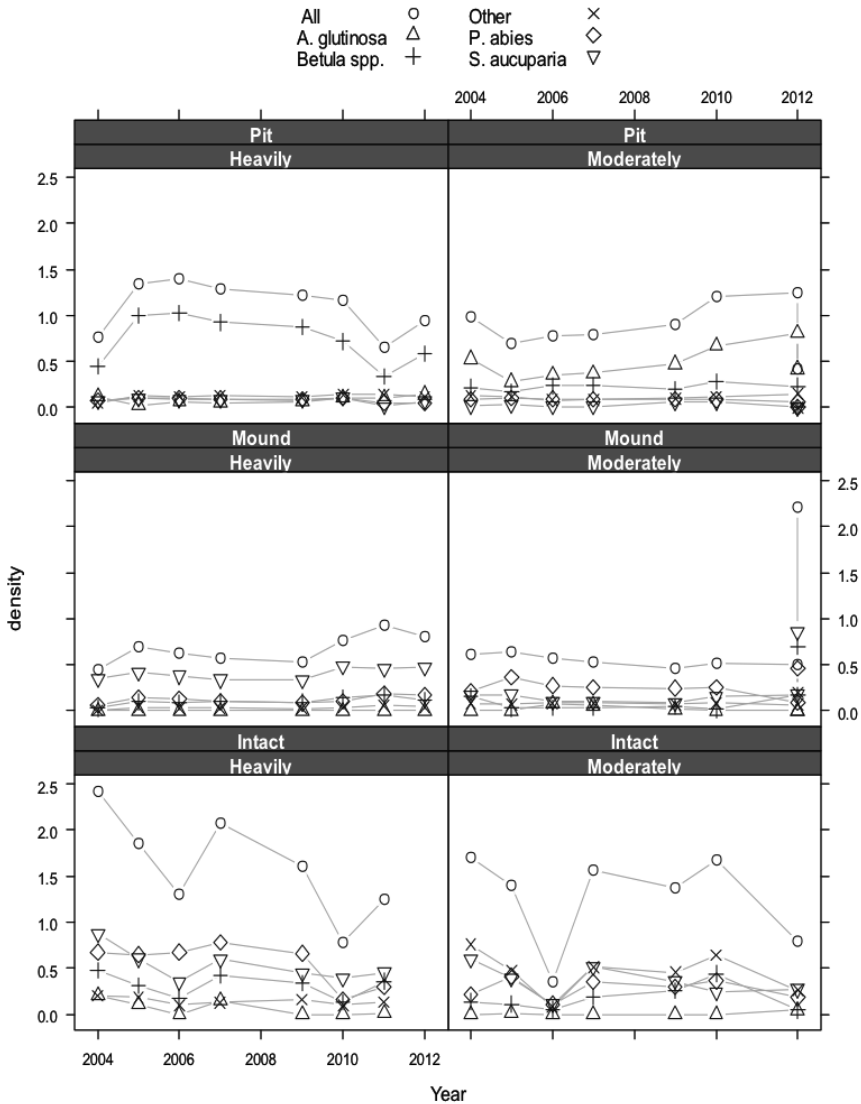 All Other
A. glutinosa P. abies
Betula spp. S. aucuparia
2004 2006 2008 2010 2012
Pit Pit
Heavily Moderately
2.5
2.0
1.5
1.0
0.5
0.0
Mound Mound
Heavily Moderately
2.5
2.0
1.5
1.0
0.5
0.0
density
Intact Intact
Heavily Moderately
2.5
2.0
1.5
1.0
0.5
0.0
2004 2006 2008 2010 2012
Year